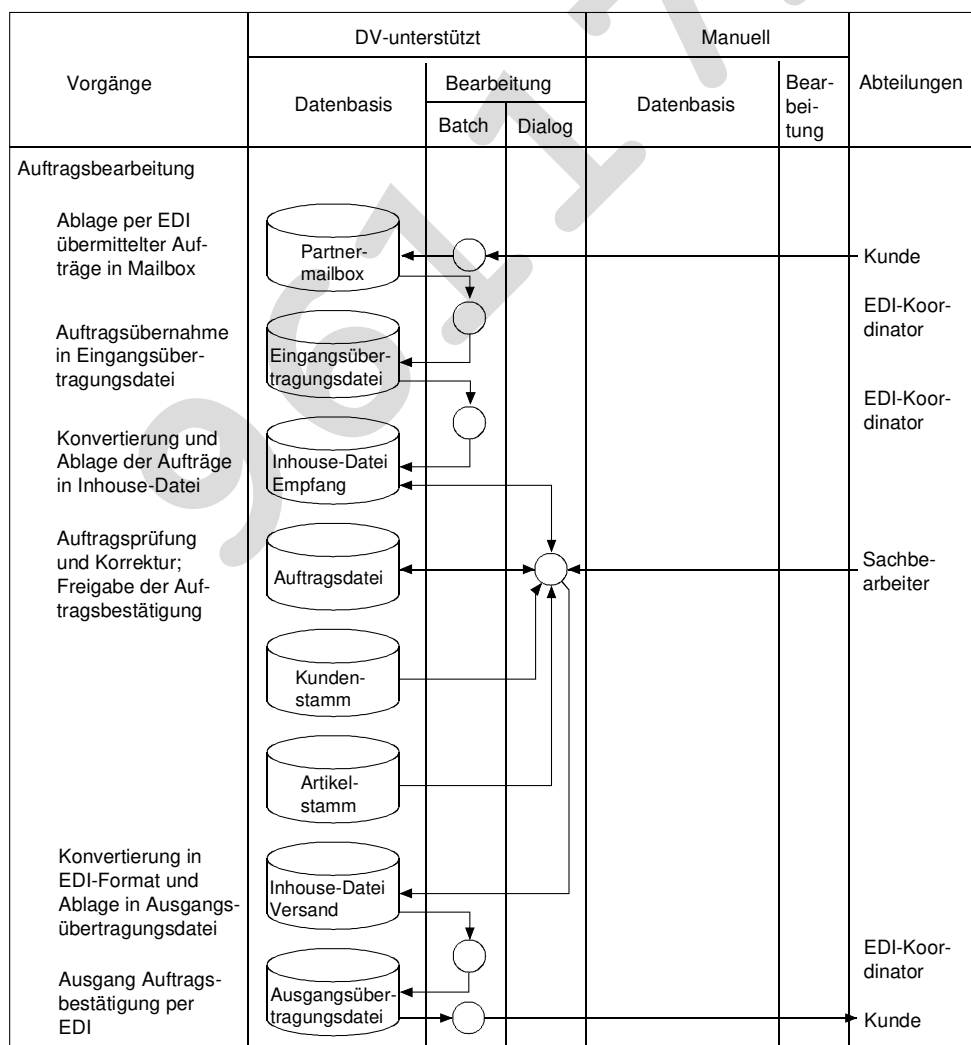 DV-unterstützt
Manuell
Vorgänge
Datenbasis
Bearbeitung
Batch
Dialog
Datenbasis
Bear-
bei-
tung
Abteilungen
Auftragsbearbeitung
Ablage per EDI
übermittelter Auf-
träge in Mailbox
Partner-
mailbox
Kunde
Auftragsübernahme
in Eingangsüber-
tragungsdatei
Eingangsüber-
tragungsdatei
EDI-Koor-
dinator
Konvertierung und
Ablage der Aufträge
in Inhouse-Datei
Inhouse-Datei
Empfang
EDI-Koor-
dinator
Auftragsprüfung
und Korrektur;
Freigabe der Auf-
tragsbestätigung
Auftragsdatei
Sachbe-
arbeiter
Kunden-
stamm
Artikel-
stamm
Konvertierung in
EDI-Format und
Ablage in Ausgangs-
übertragungsdatei
Inhouse-Datei
Versand
EDI-Koor-
dinator
Ausgang Auftrags-
bestätigung per
EDI
Ausgangsüber-
tragungsdatei
Kunde
9617